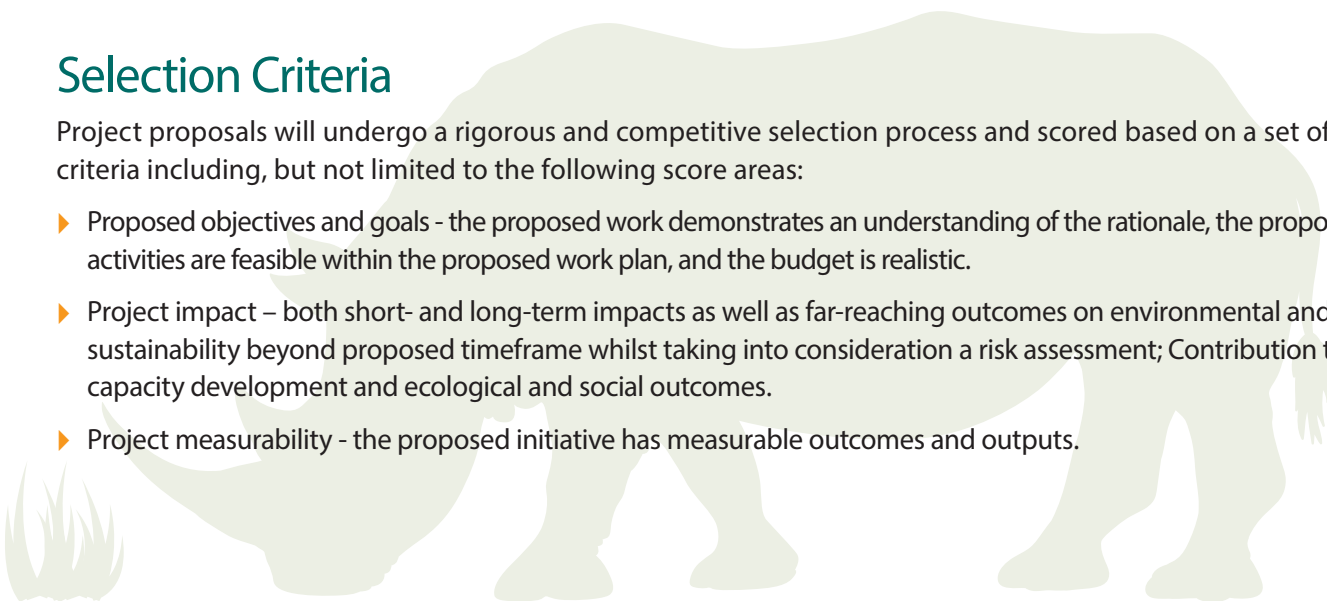 Selection Criteria
Project proposals will undergo a rigorous and competitive selection process and scored based on a set of
criteria including, but not limited to the following score areas:
Proposed objectives and goals - the proposed work demonstrates an understanding of the rationale, the
activities are feasible within the proposed work plan, and the budget is realistic.
Project impact – both short- and long-term impacts as well as far-reaching outcomes on environmental and
sustainability beyond proposed timeframe whilst taking into consideration a risk assessment; Contribution
capacity development and ecological and social outcomes.
Project measurability - the proposed initiative has measurable outcomes and outputs.